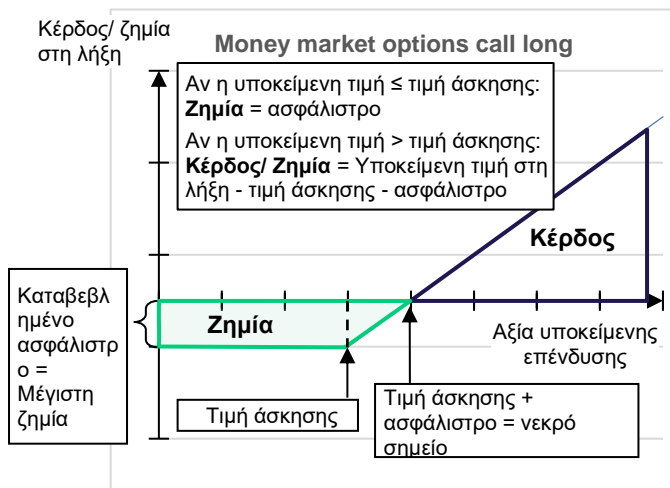 Κέρδος/ ζημία
στη λήξη
Money market options call long
Αν η υποκείμενη τιμή ≤ τιμή άσκησης:
Ζημία = ασφάλιστρο
Αν η υποκείμενη τιμή > τιμή άσκησης:
Κέρδος/ Ζημία = Υποκείμενη τιμή στη
λήξη - τιμή άσκησης - ασφάλιστρο
Κέρδος
Καταβεβλ
ημένο
ασφάλιστρ
ο =
Μέγιστη
ζημία
Ζημία
Αξία υποκείμενης
επένδυσης
Τιμή άσκησης
Τιμή άσκησης +
ασφάλιστρο = νεκρό
σημείο